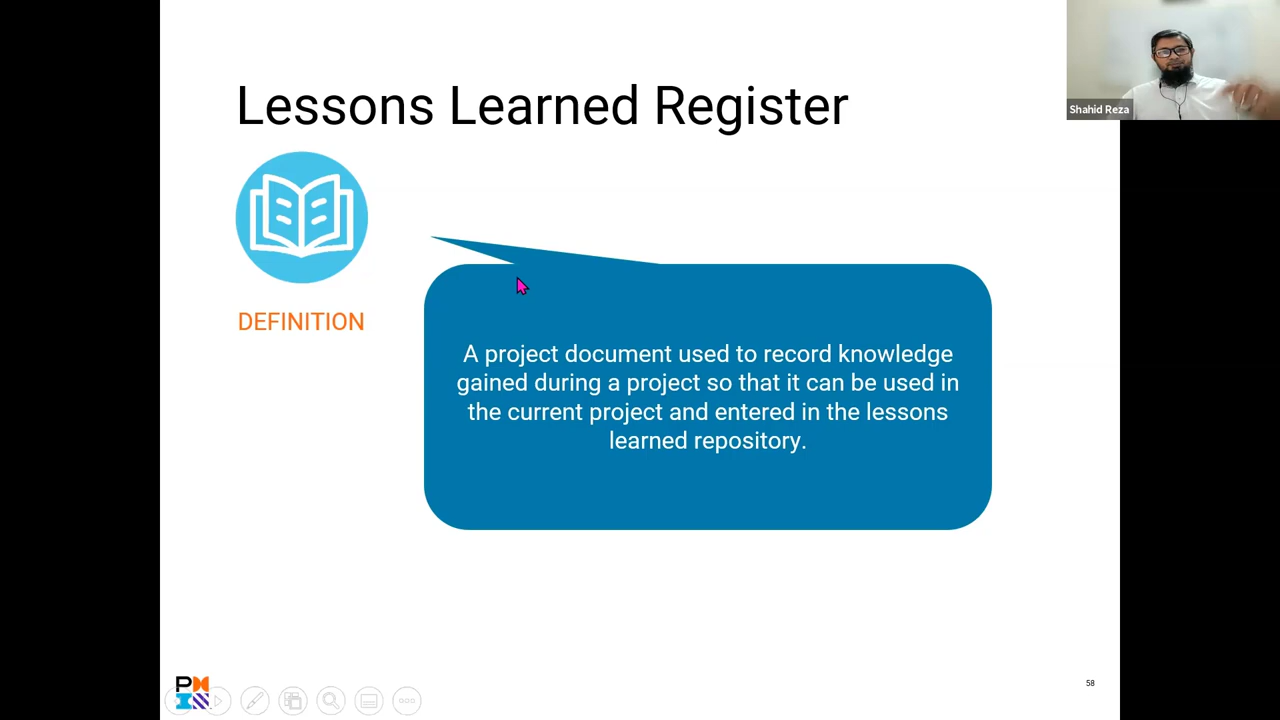 Lessons Learned Register
Shahid Reza
DEFINITION
A project document used to record knowledge
gained during a project so that it can be used in
the current project and entered in the lessons
learned repository.
PM
58